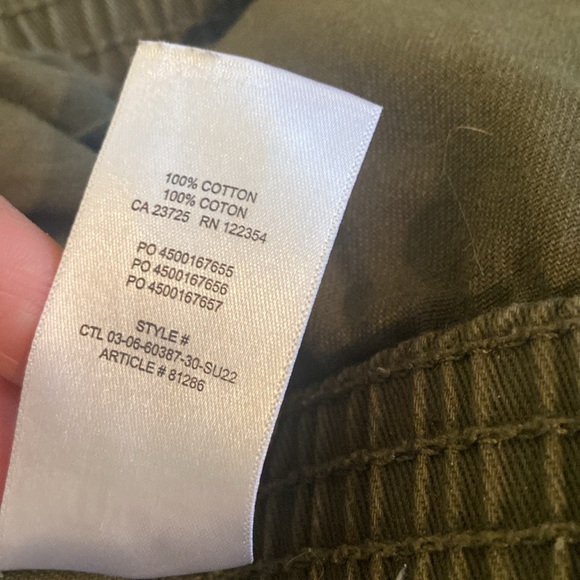 100% COTTON
100% COTON
CA 23725 RN 122354
PO 4500167655
PO 4500167656
PO 4500167657
STYLE #
CTL 03-06-60387-30-SU22
ARTICLE # 81286